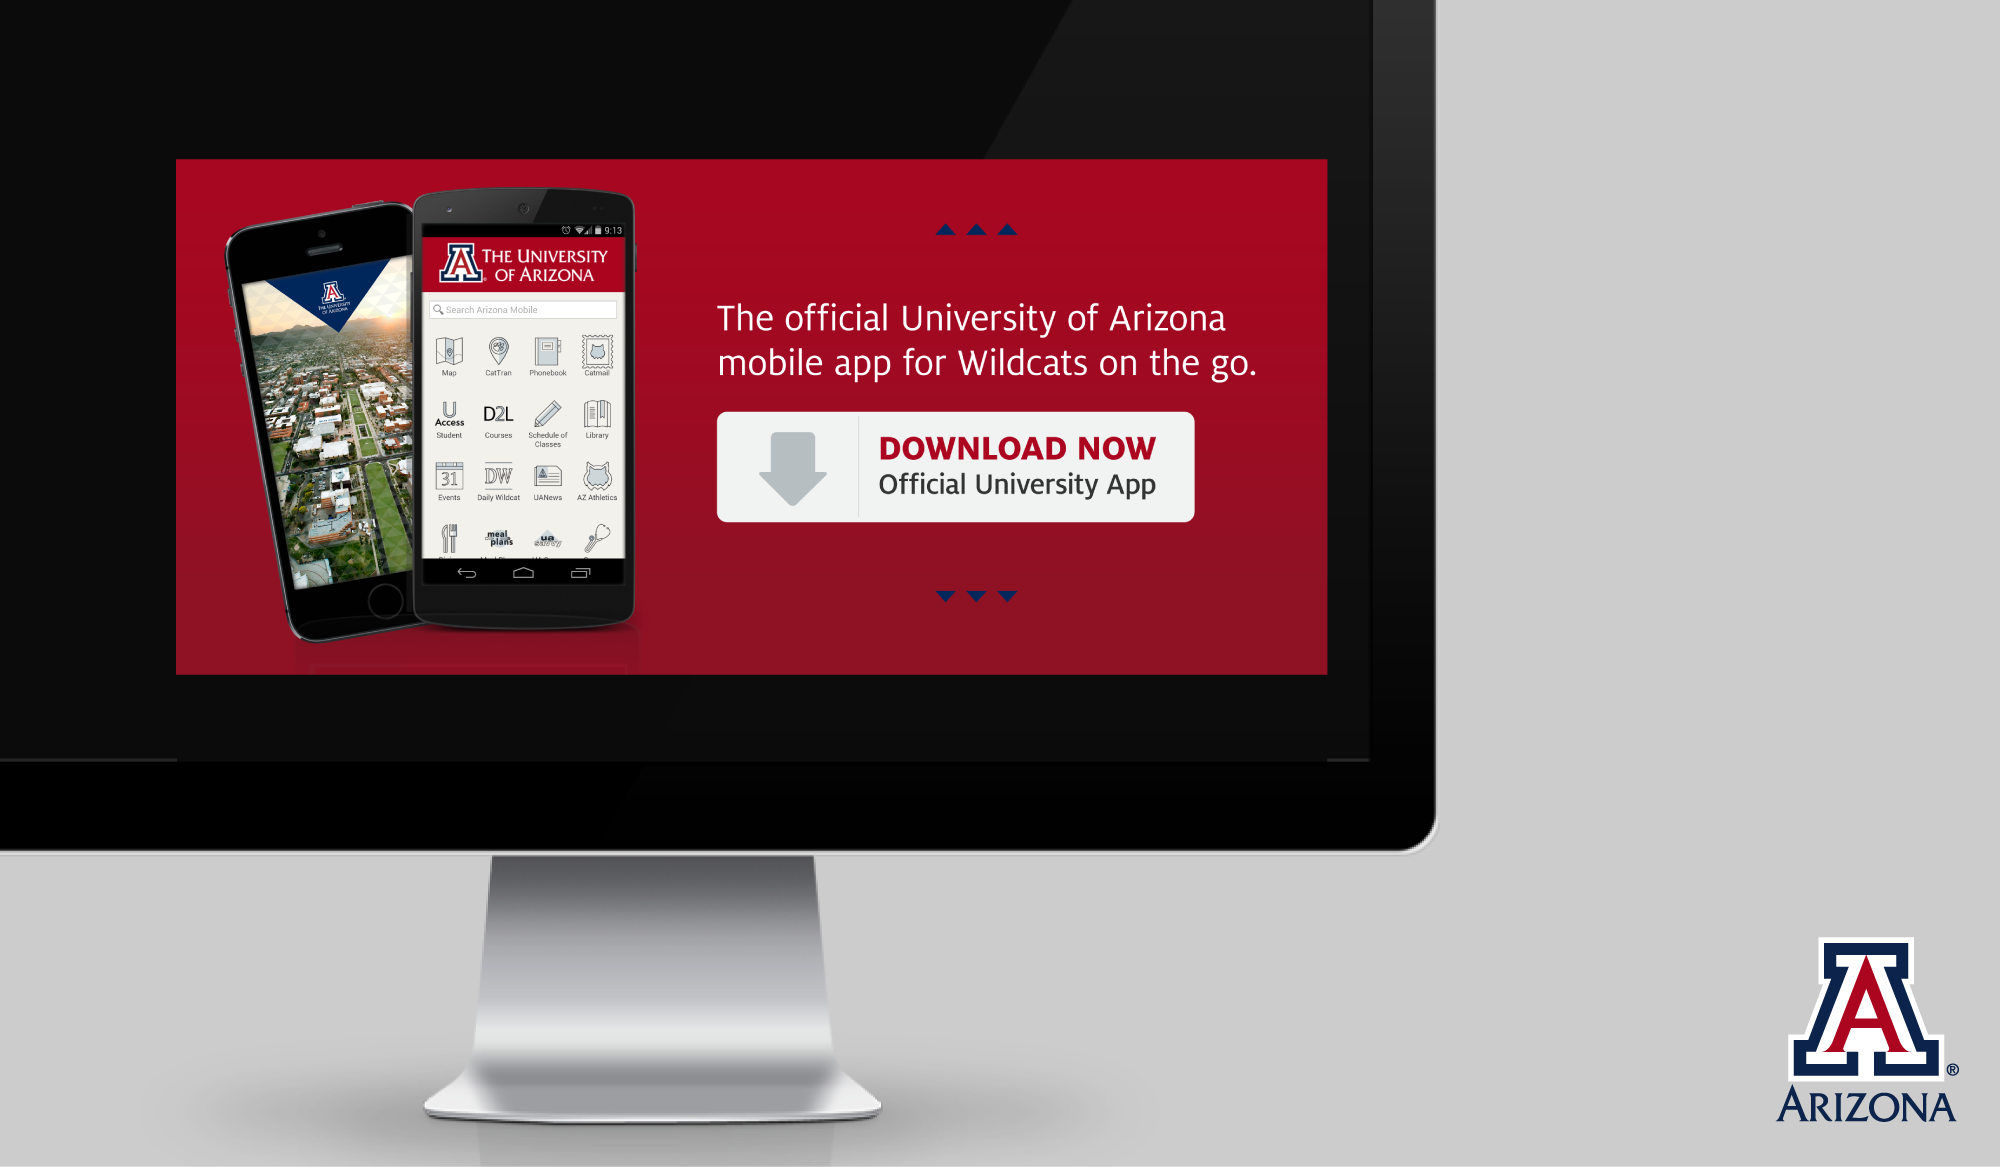 9:13
THE UNIVERSITY
OF ARIZONA
THE UNIVERSITY
OF ARIZONA
Search Arizona Mobile
Map CatTran Phonebook Catmail
U
Access D2L
Student Courses Schedule of Library
Classes
31 DW
Events Daily Wildcat UANews AZ Athletics
meal
plans ua
savvy
The official University of Arizona
mobile app for Wildcats on the go.
DOWNLOAD NOW
Official University App
A
®
ARIZONA